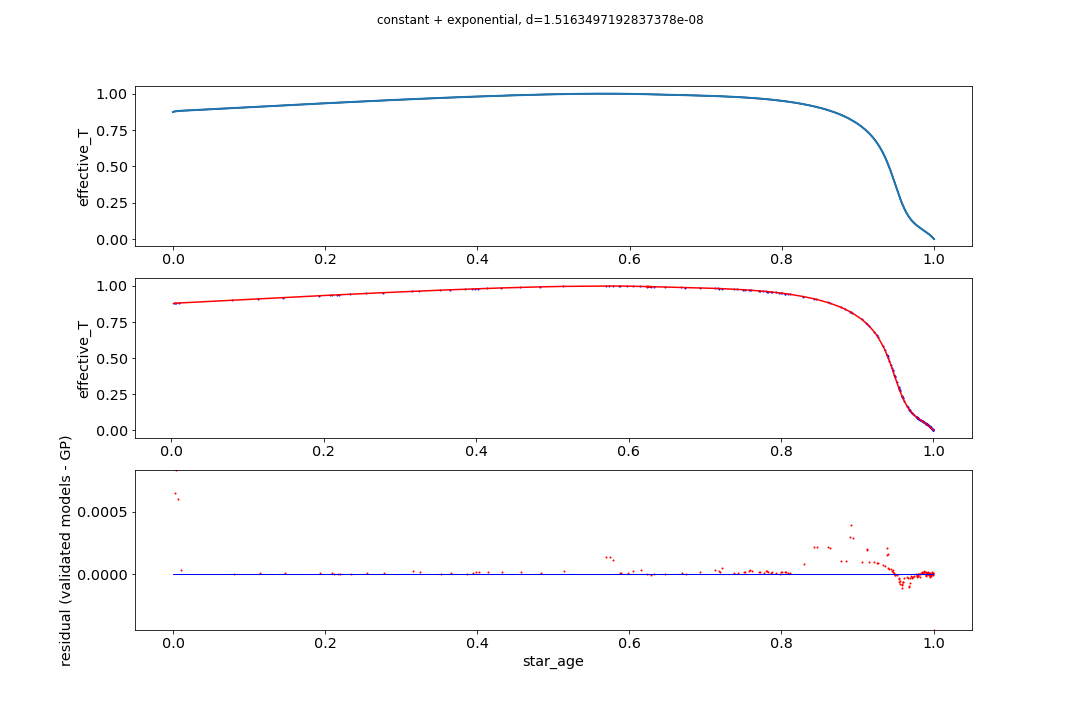 constant + exponential, d=1.5163497192837378e-08
effective_T
1.00
0.75
0.50
0.25
0.00
0.0 0.2 0.4 0.6 0.8 1.0
effective_T
1.00
0.75
0.50
0.25
0.00
0.0 0.2 0.4 0.6 0.8 1.0
residual (validated models - GP)
0.0005
0.0000
0.0 0.2 0.4 0.6 0.8 1.0
star_age